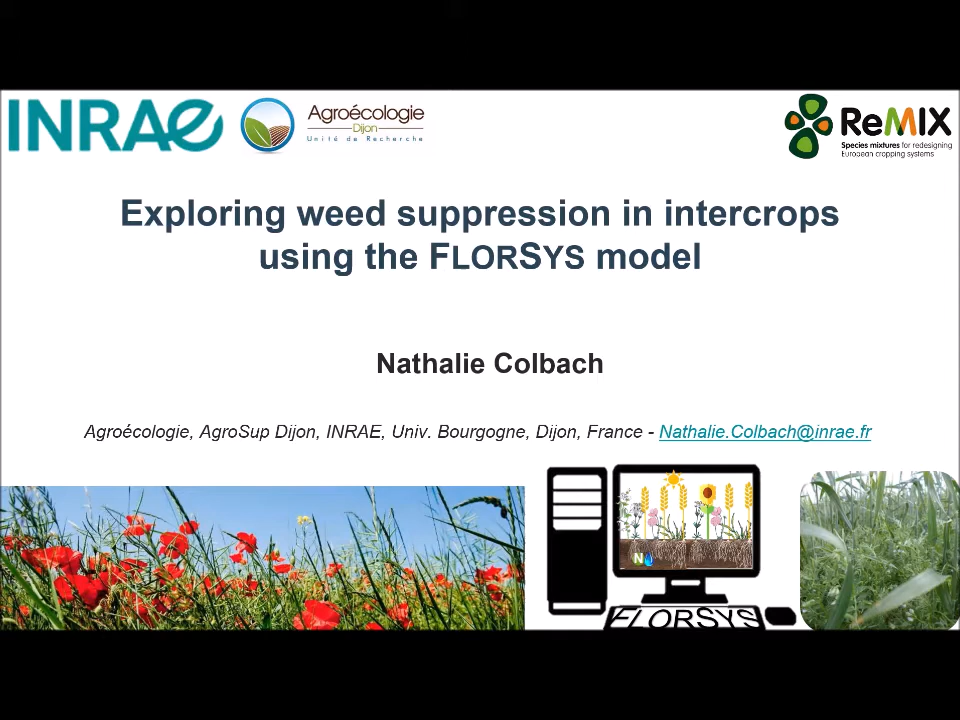 INRAE
Agroécologie
Dijon
Unité de Recherche
ReMIX
Species mixtures for redesigning
European cropping systems
Exploring weed suppression in intercrops
using the FLORSYS model
Nathalie Colbach
Agroécologie, AgroSup Dijon, INRAE, Univ. Bourgogne, Dijon, France - Nathalie.Colbach@inrae.fr
N
FLORSYS